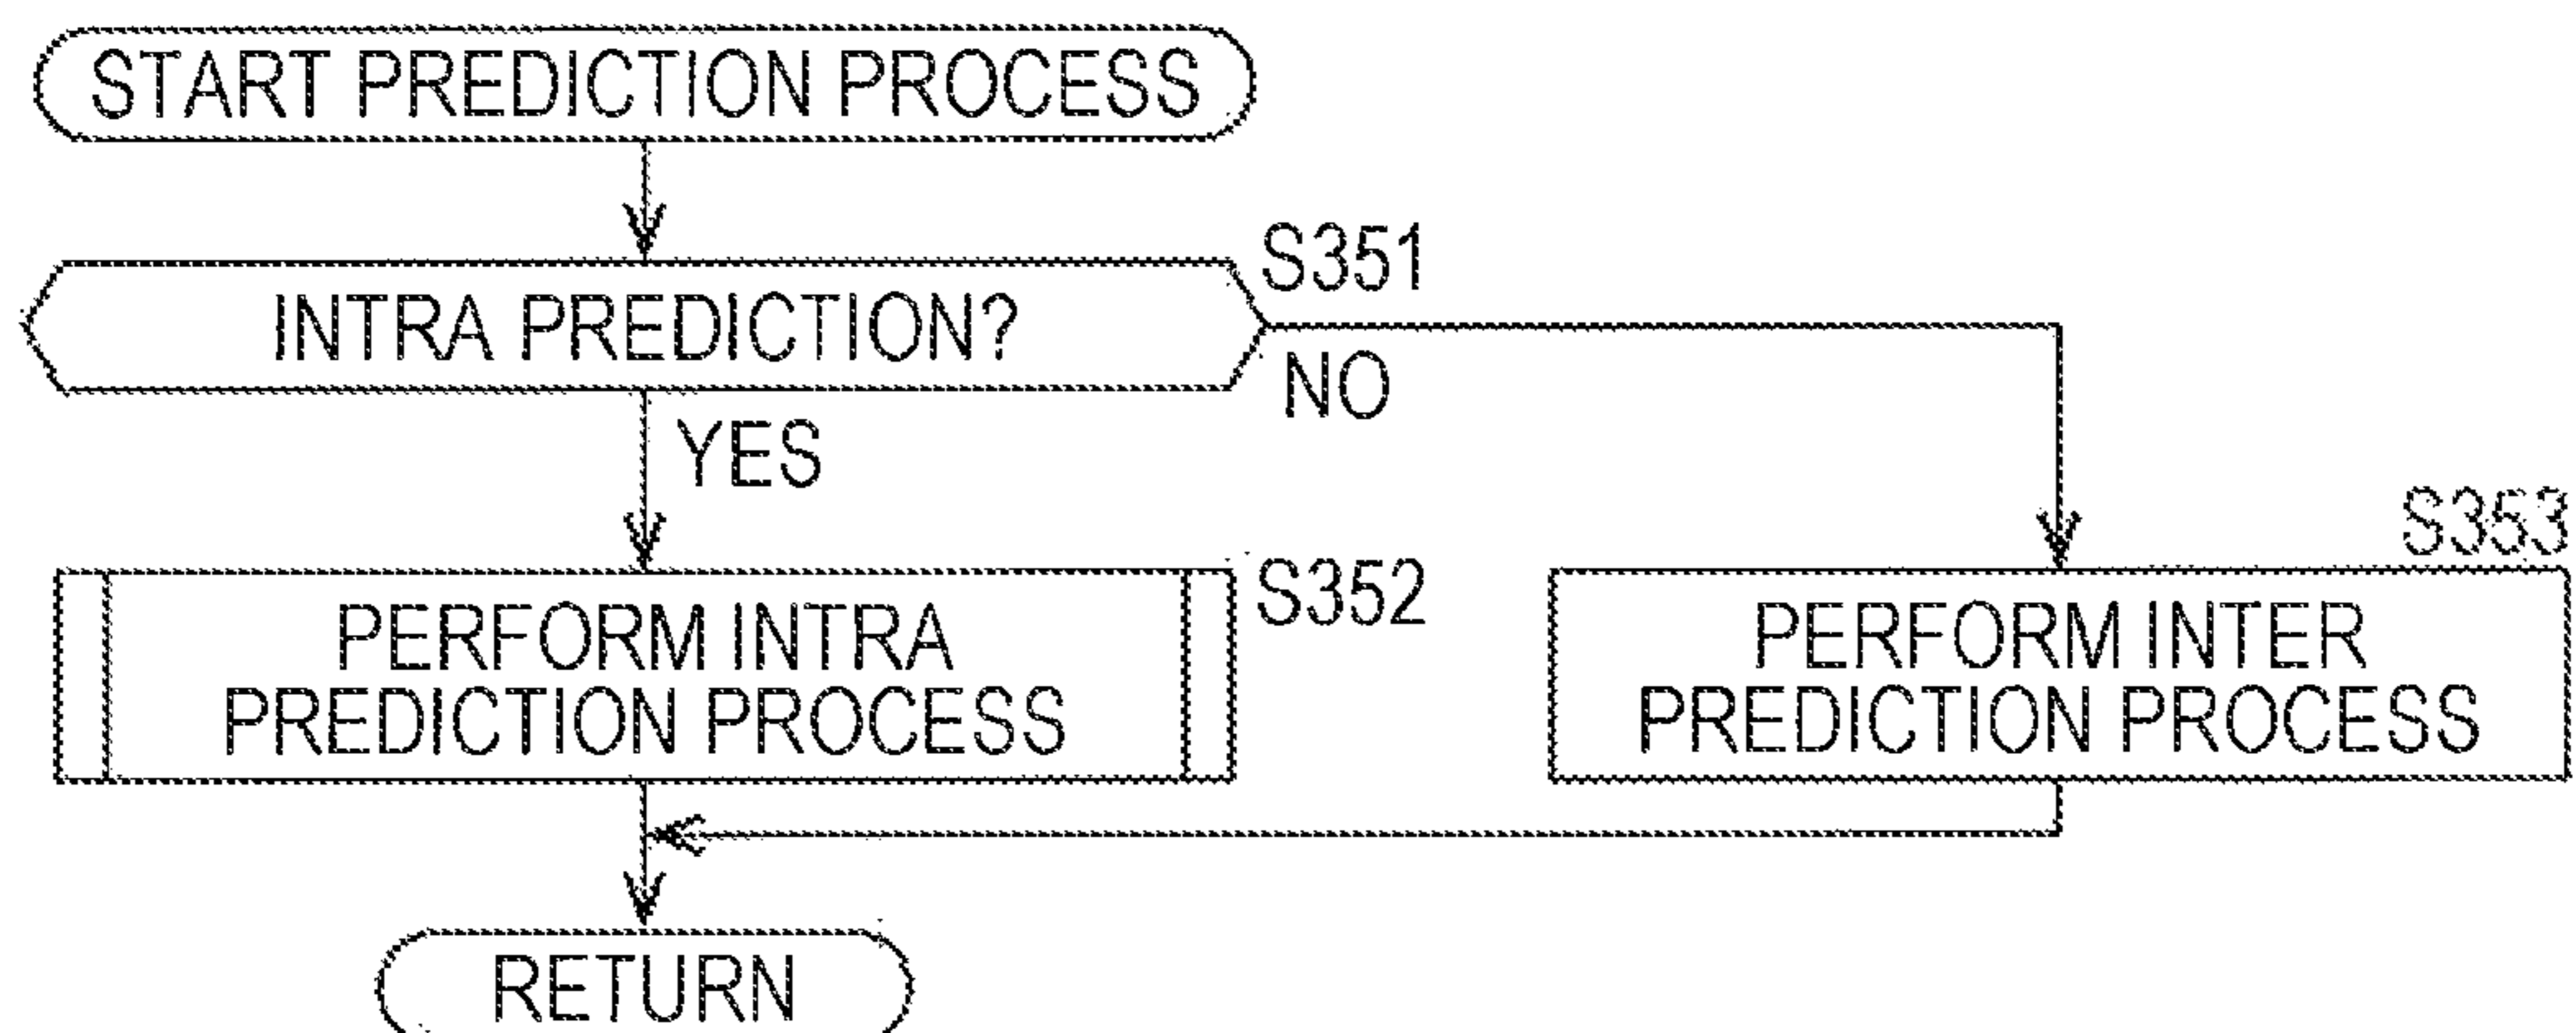 START PREDICTION PROCESS
S351
INTRA PREDICTION?
NO
YES
S353
S352
PERFORM INTRA
PREDICTION PROCESS
PERFORM INTER
PREDICTION PROCESS
RETURN